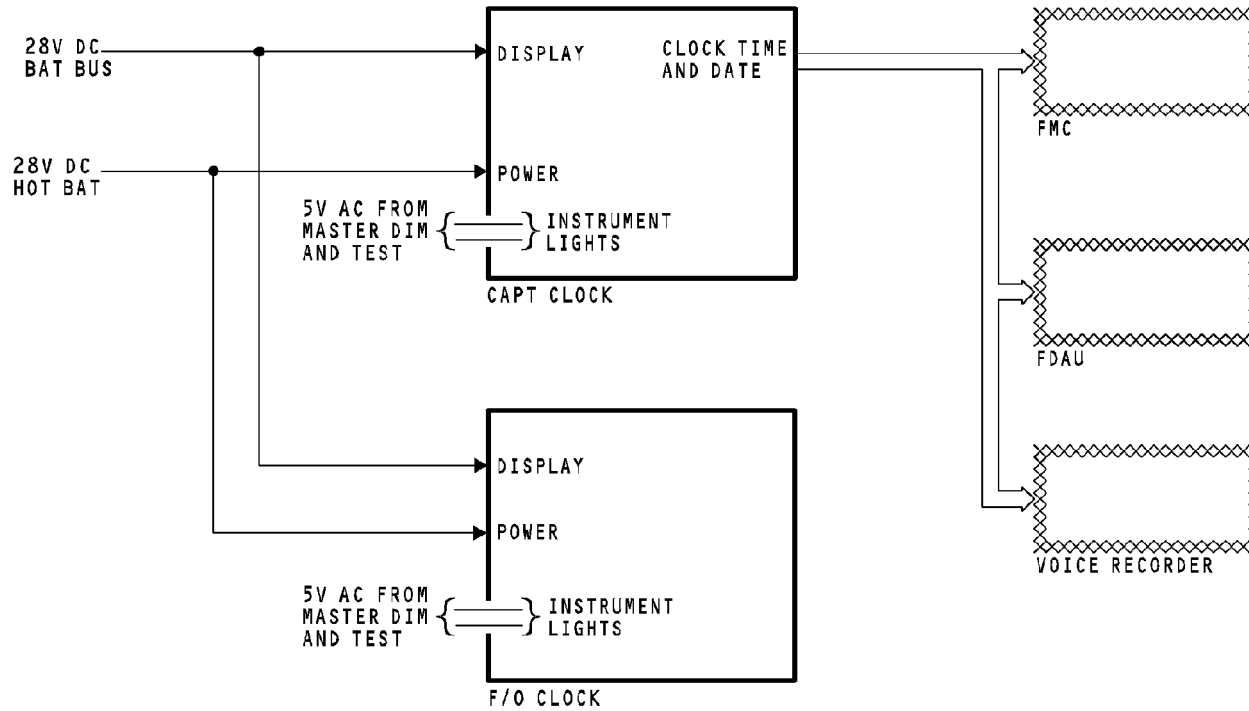 28V DC
BAT BUS
DISPLAY
CLOCK TIME
AND DATE
FMC
28V DC
HOT BAT
POWER
5V AC FROM
MASTER DIM
AND TEST
INSTRUMENT
LIGHTS
CAPT CLOCK
FDAU
DISPLAY
POWER
VOICE RECORDER
5V AC FROM
MASTER DIM
AND TEST
INSTRUMENT
LIGHTS
F/O CLOCK